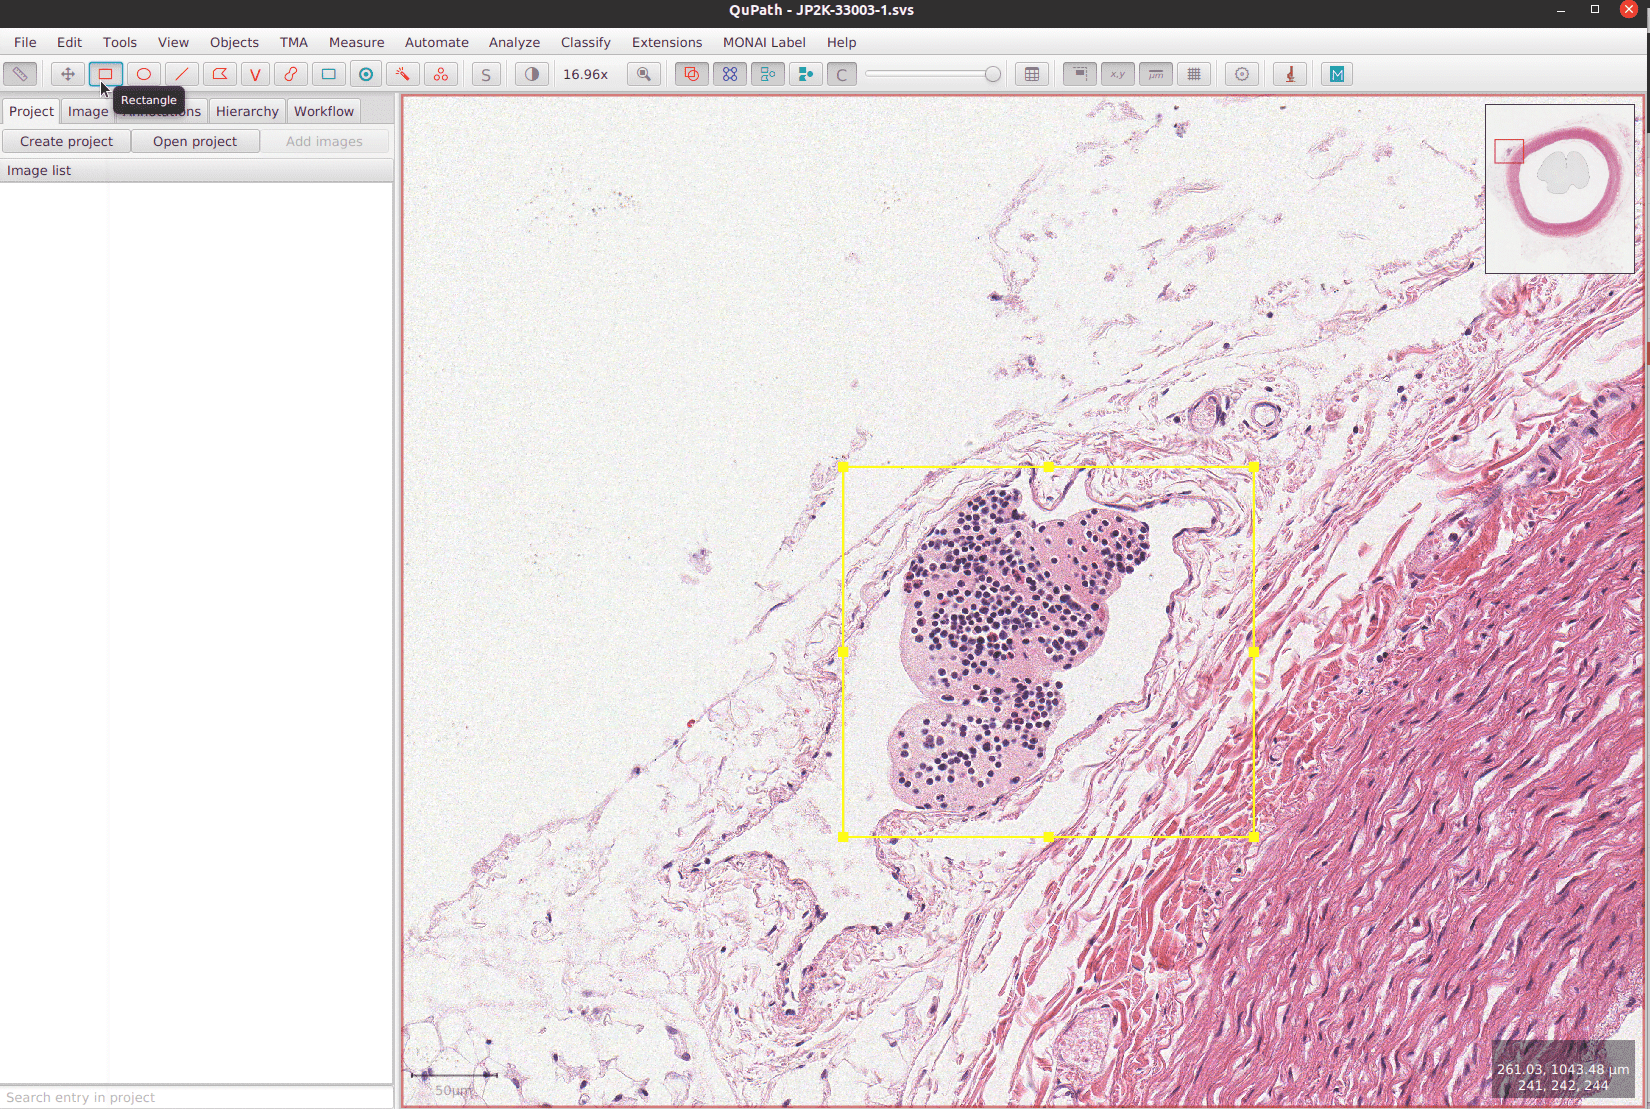 QuPath - JP2K-33003-1.svs
File Edit Tools View Objects TMA Measure Automate Analyze Classify Extensions MONAI Label Help
V S 16.96x C x,y μm M
Rectangle
Project Image Annotations Hierarchy Workflow
Create project Open project Add images
Image list
50μm
261.03, 1043.48 μm
241, 242, 244
Search entry in project